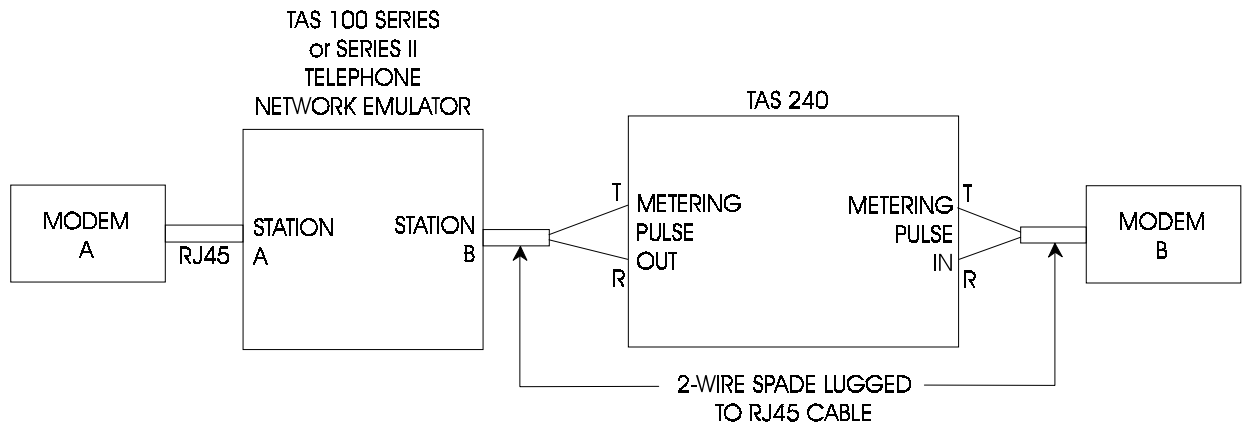 TAS 100 SERIES
or SERIES II
TELEPHONE
NETWORK EMULATOR
TAS 240
MODEM
A
RJ45
STATION
A
STATION
B
T
R
METERING
PULSE
OUT
METERING
PULSE
IN
T
R
MODEM
B
2-WIRE SPADE LUGGED
TO RJ45 CABLE